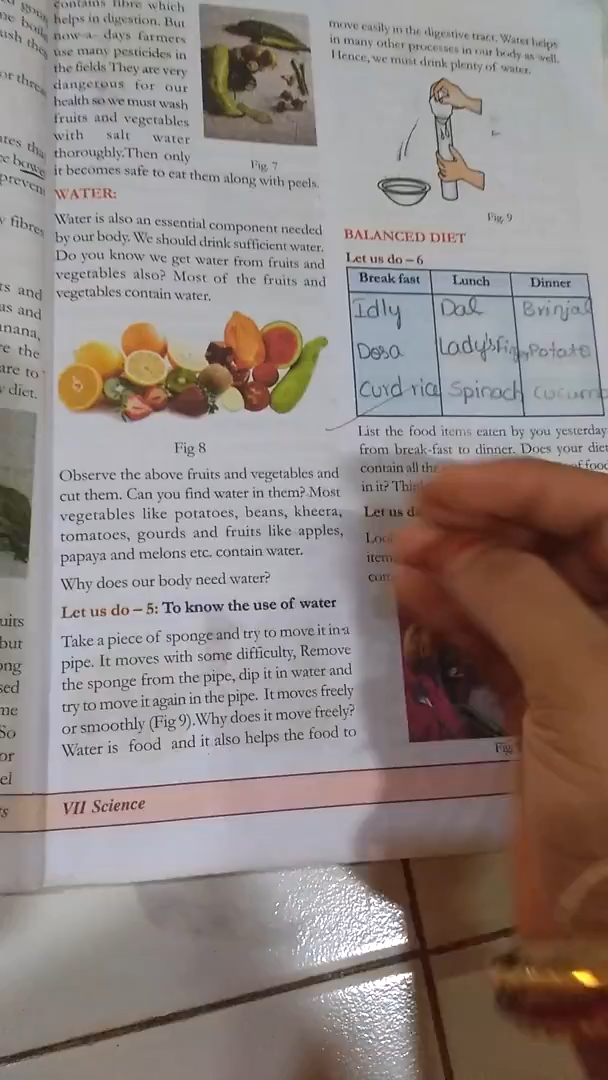 contains fibre which
helps in digestion. But
now-a- days farmers
use many pesticides in
the fields They are very
dangerous for our
health so we must wash
fruits and vegetables
with salt water
thoroughly.Then only
it becomes safe to eat them along with peels.
Fig. 7
WATER:
Water is also an essential component needed
by our body. We should drink sufficient water.
Do you know we get water from fruits and
vegetables also? Most of the fruits and
vegetables contain water.
Fig 8
Observe the above fruits and vegetables and
cut them. Can you find water in them? Most
vegetables like potatoes, beans, kheera,
tomatoes, gourds and fruits like apples,
papaya and melons etc. contain water.
Why does our body need water?
Let us do – 5: To know the use of water
Take a piece of sponge and try to move it in a
pipe. It moves with some difficulty, Remove
the sponge from the pipe, dip it in water and
try to move it again in the pipe. It moves freely
or smoothly (Fig 9).Why does it move freely?
Water is food and it also helps the food to
move easily in the digestive tract. Water helps
in many other processes in our body as well.
Hence, we must drink plenty of water.
Fig. 9
BALANCED DIET
Let us do – 6
Break fast Lunch Dinner
Idly Dal Brinjal
Dosa Potato
Curd rice Spinach
List the food items eaten by you yesterday
from break-fast to dinner. Does your diet
contain all the
in it?
Let us
Fig
VII Science